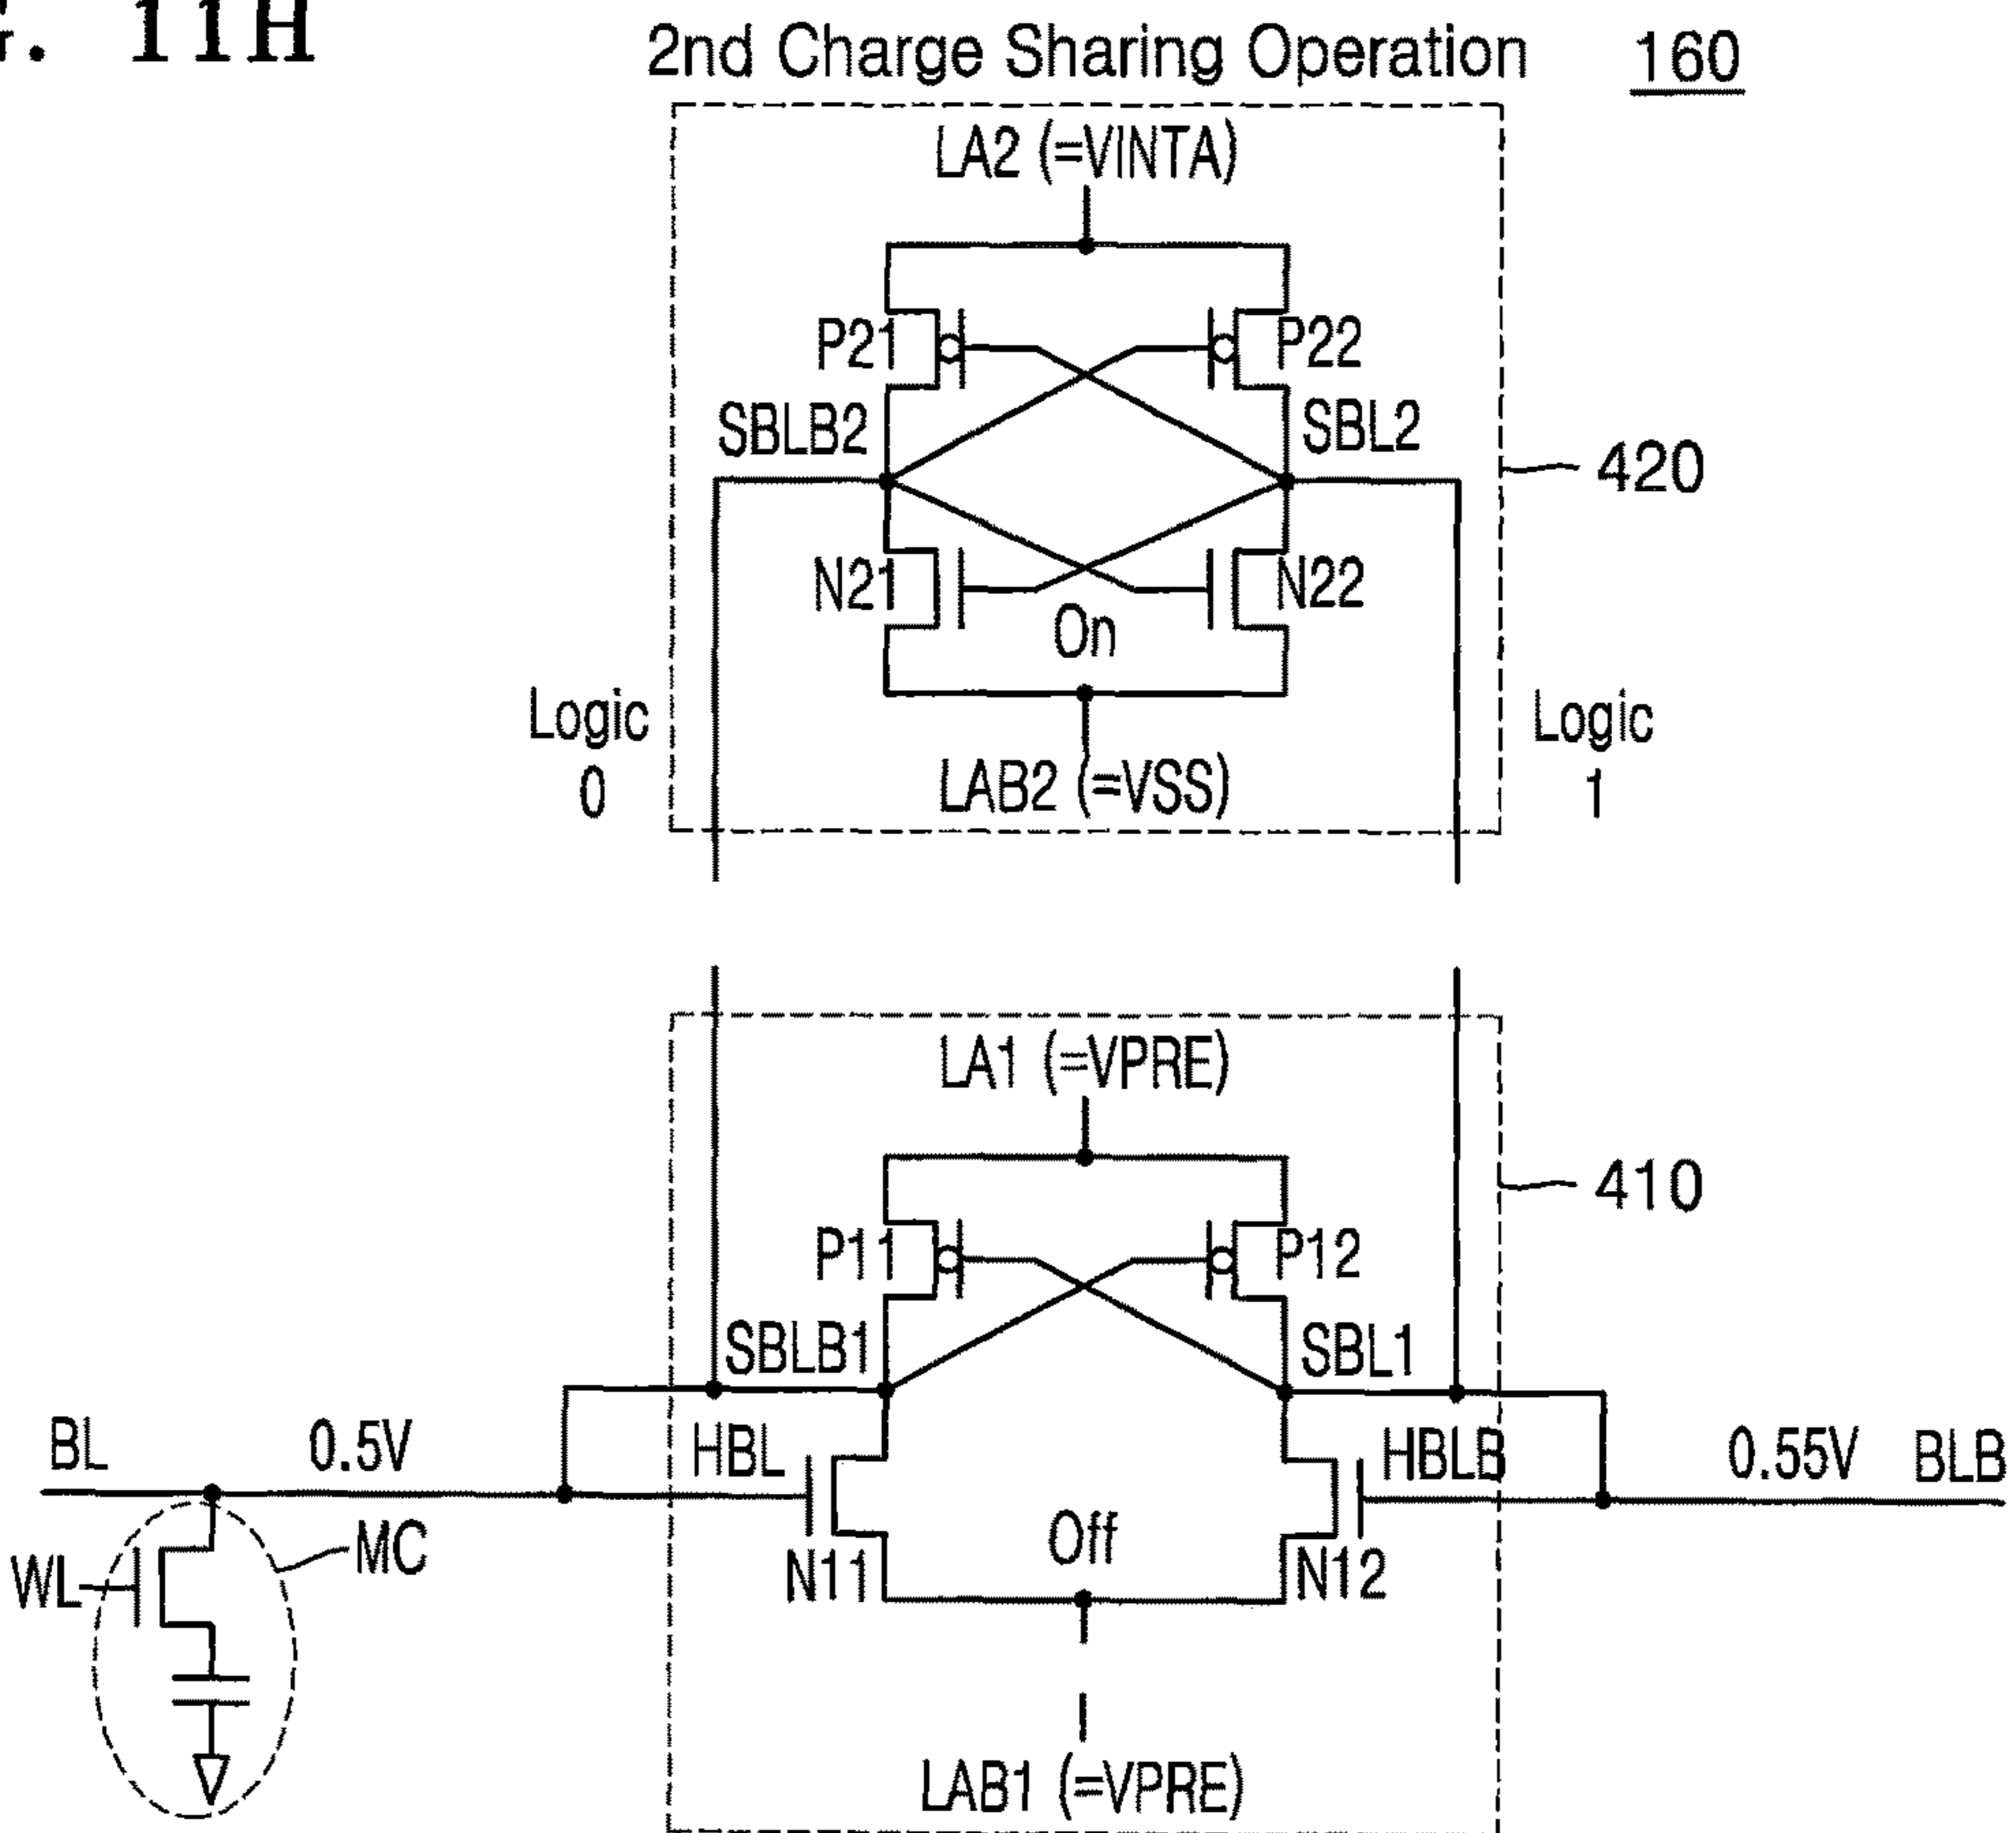 . 11H
2nd Charge Sharing Operation 160
LA2 (=VINTA)
P21 P22
SBLB2 SBL2
420
N21 N22
On
Logic 0
Logic 1
LAB2 (=VSS)
LA1 (=VPRE)
410
P11 P12
SBLB1 SBL1
BL 0.5V HBL HBLB 0.55V BLB
WL MC Off
N11 N12
LAB1 (=VPRE)